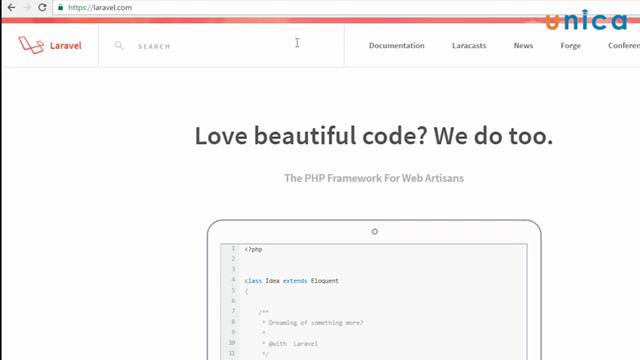 https://laravel.com
unica
Laravel
SEARCH
Documentation
Laracasts
News
Forge
Conferen
Love beautiful code? We do too.
The PHP Framework For Web Artisans
1 <?php
2
3
4 class Idea extends Eloquent
5 {
6
7 /**
8 * Dreaming of something more?
9 *
10 * @with Laravel
11 */